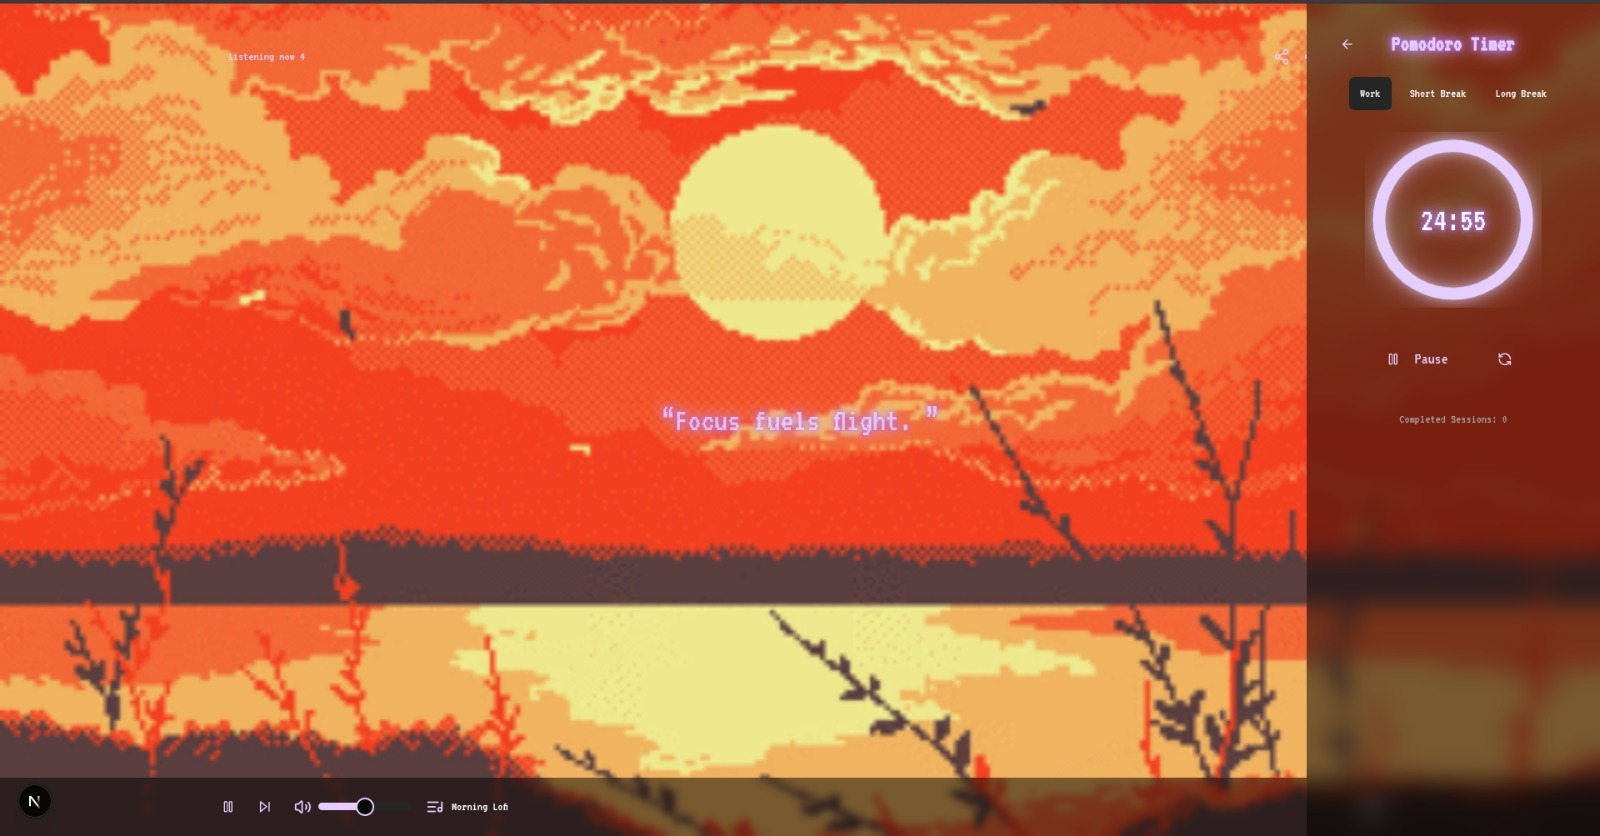 listening now 4
Pomodoro Timer
Work Short Break Long Break
24:55
Pause
Completed Sessions: 0
“Focus fuels flight. ”
N
Morning Lofi